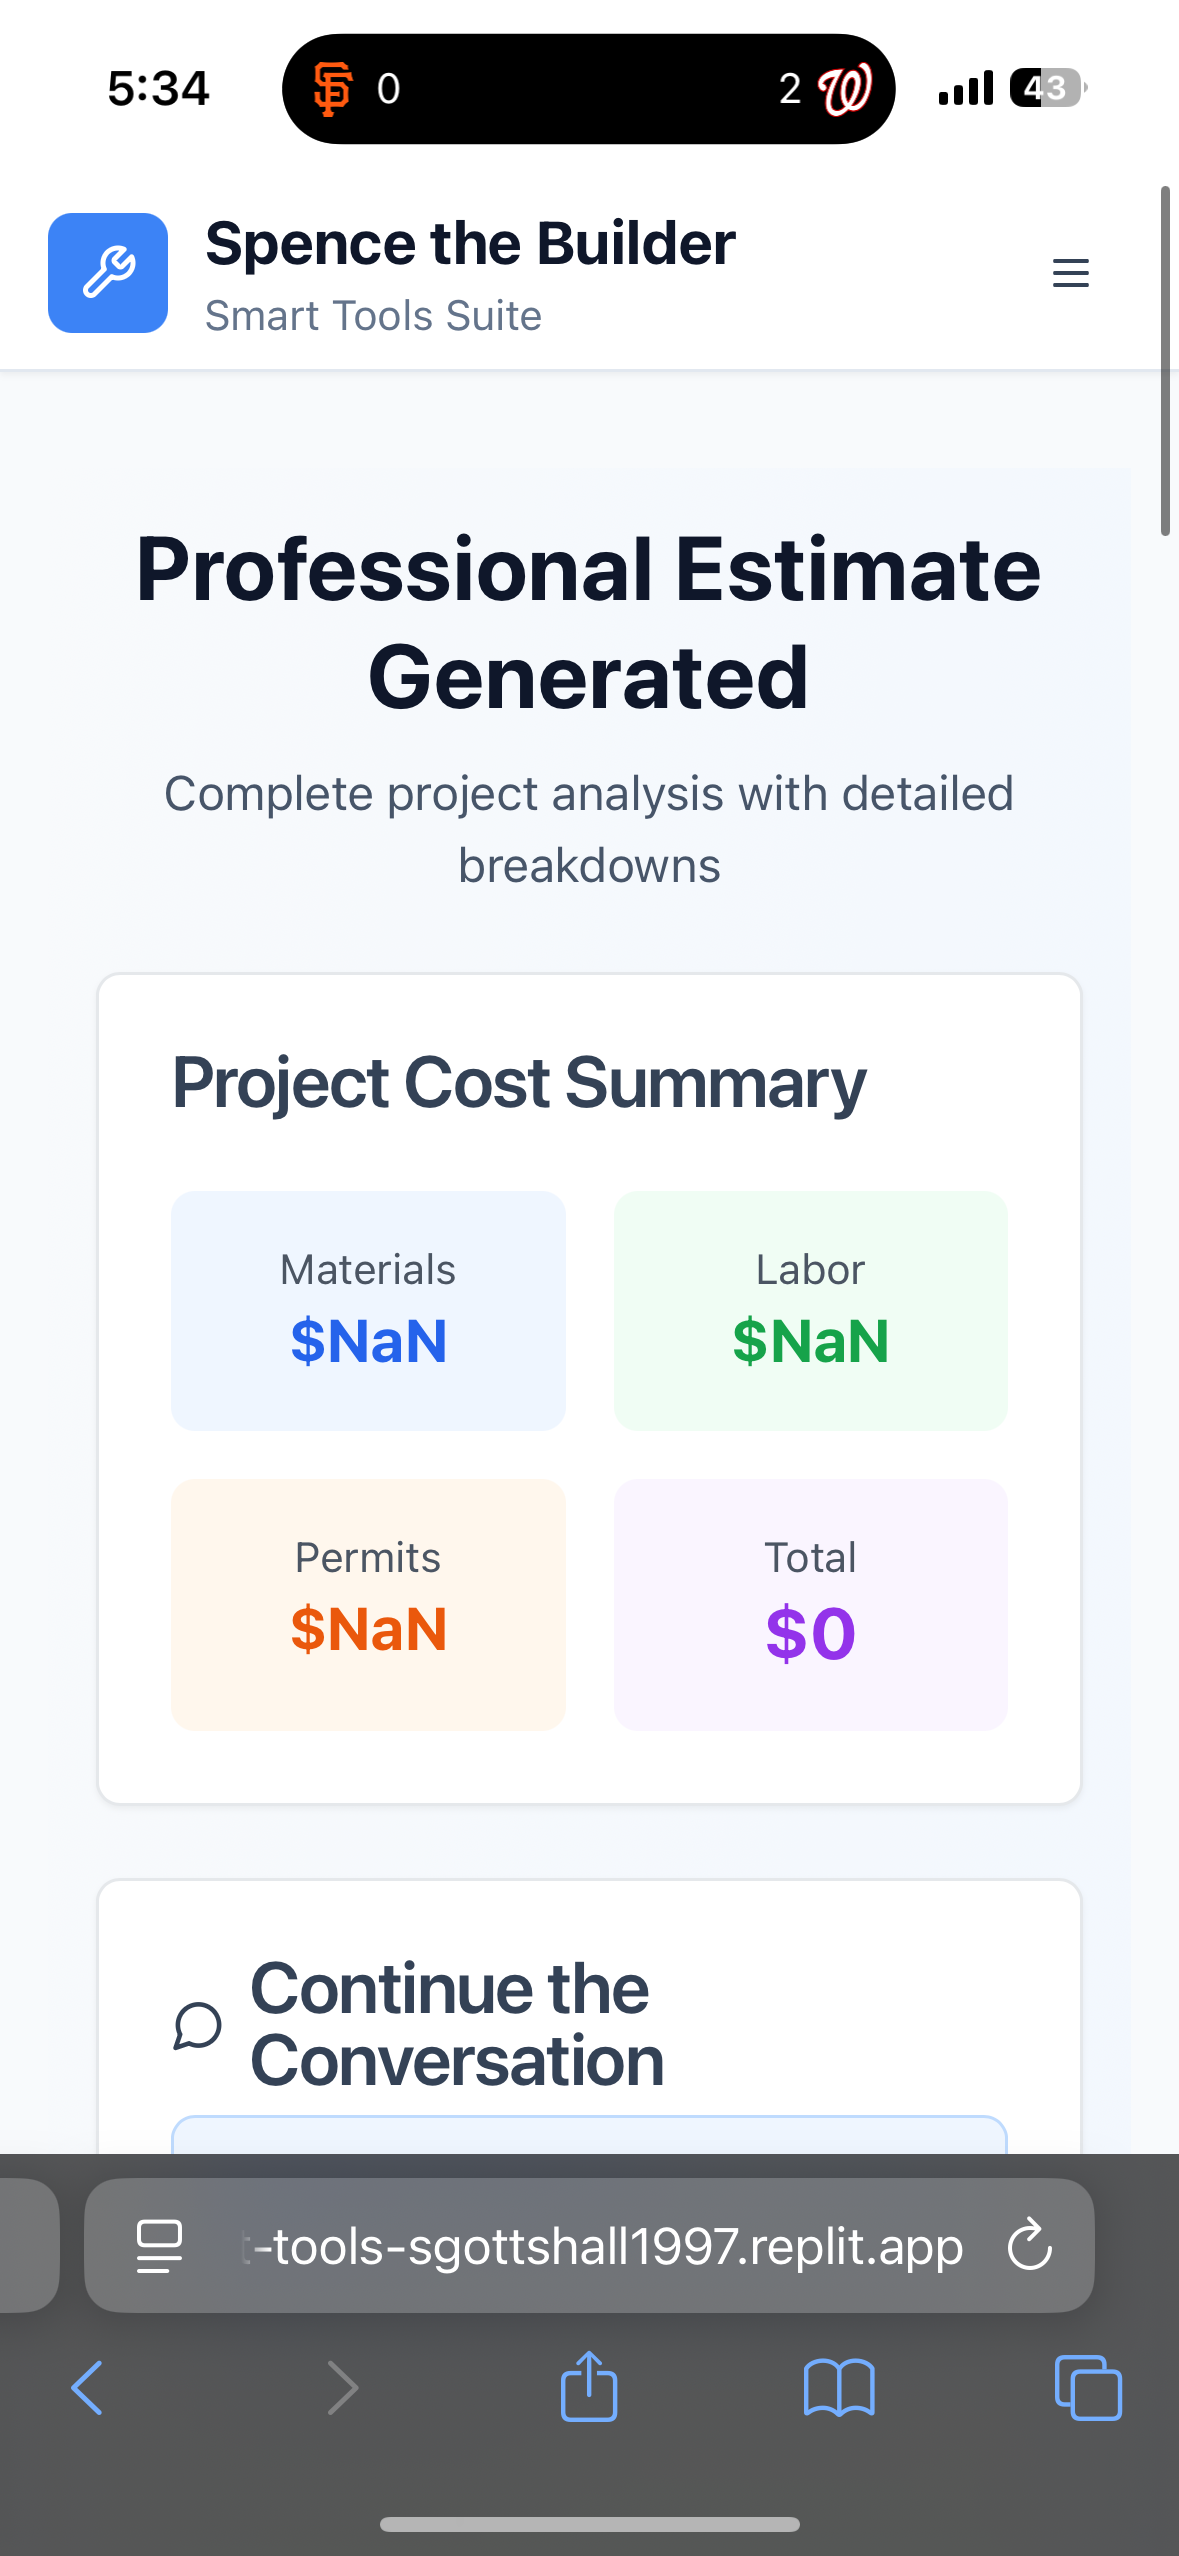 5:34
SF 0
2 W
43
Spence the Builder
Smart Tools Suite
Professional Estimate
Generated
Complete project analysis with detailed
breakdowns
Project Cost Summary
Materials
$NaN
Labor
$NaN
Permits
$NaN
Total
$0
Continue the
Conversation
-tools-sgottshall1997.replit.app